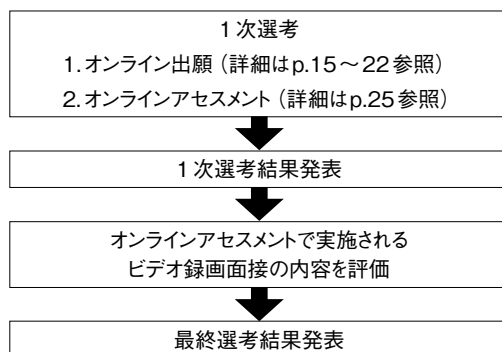 1次選考
1.オンライン出願（詳細はp.15～22参照）
2.オンラインアセスメント（詳細はp.25参照）
1次選考結果発表
オンラインアセスメントで実施される
ビデオ録画面接の内容を評価
最終選考結果発表